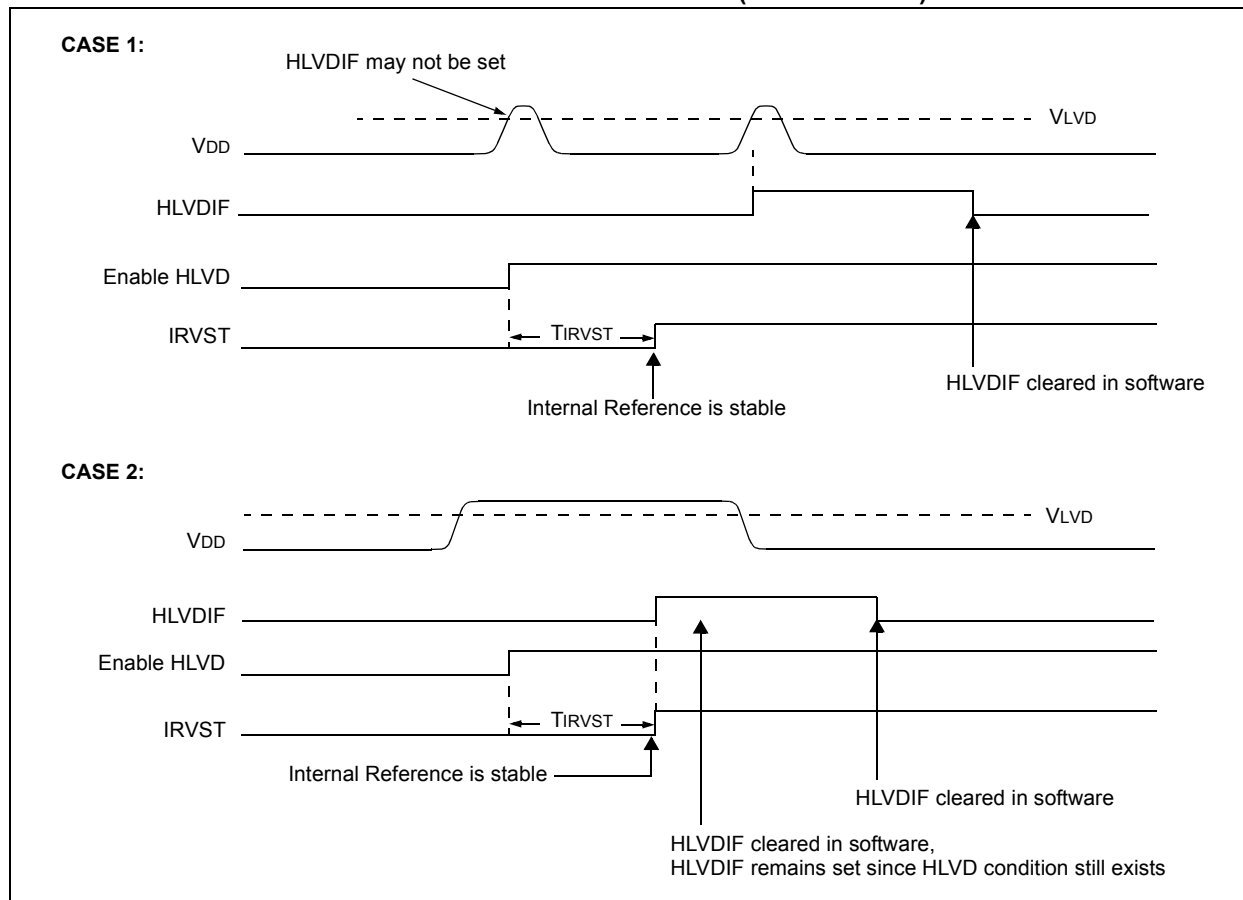 CASE 1:
HLVDIF may not be set
VLVD
VDD
HLVDIF
Enable HLVD
TIRVST
IRVST
HLVDIF cleared in software
Internal Reference is stable
CASE 2:
VLVD
VDD
HLVDIF
Enable HLVD
TIRVST
IRVST
Internal Reference is stable
HLVDIF cleared in software
HLVDIF cleared in software,
HLVDIF remains set since HLVD condition still exists